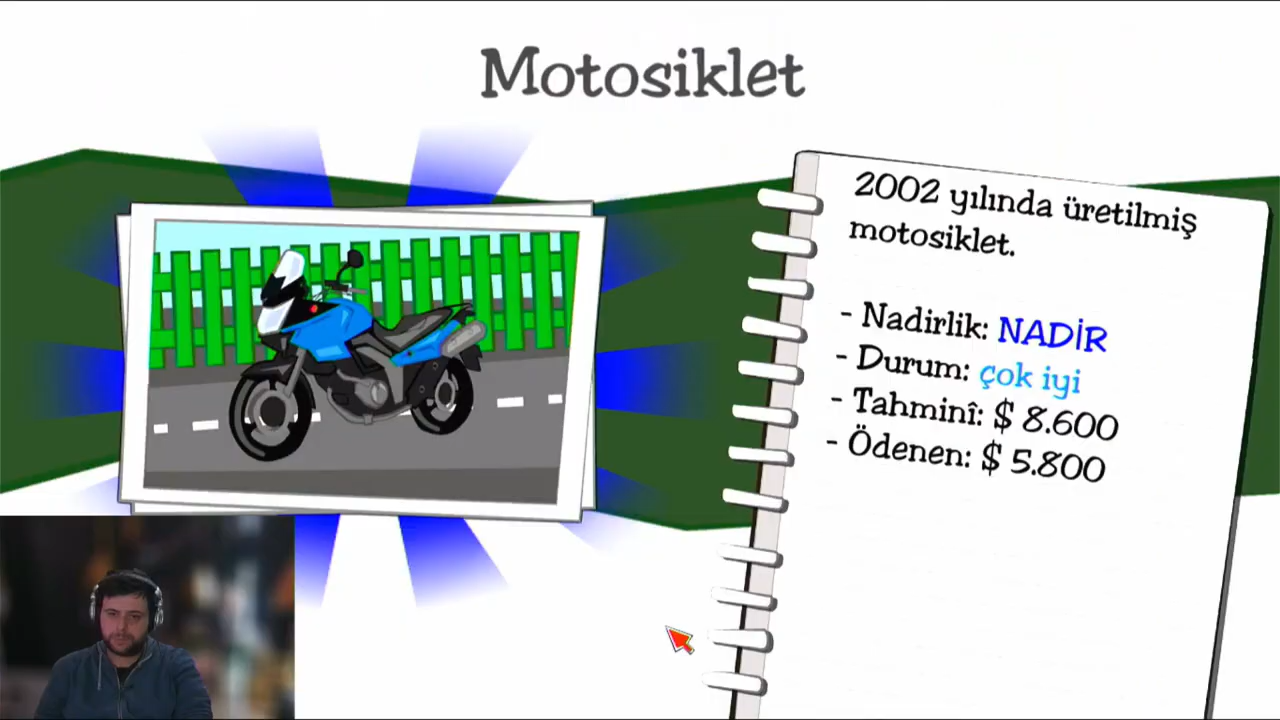 Motosiklet
2002 yılında üretilmiş
motosiklet.
- Nadirlik: NADİR
- Durum: çok iyi
- Tahminî: $ 8.600
- Ödenen: $ 5.800